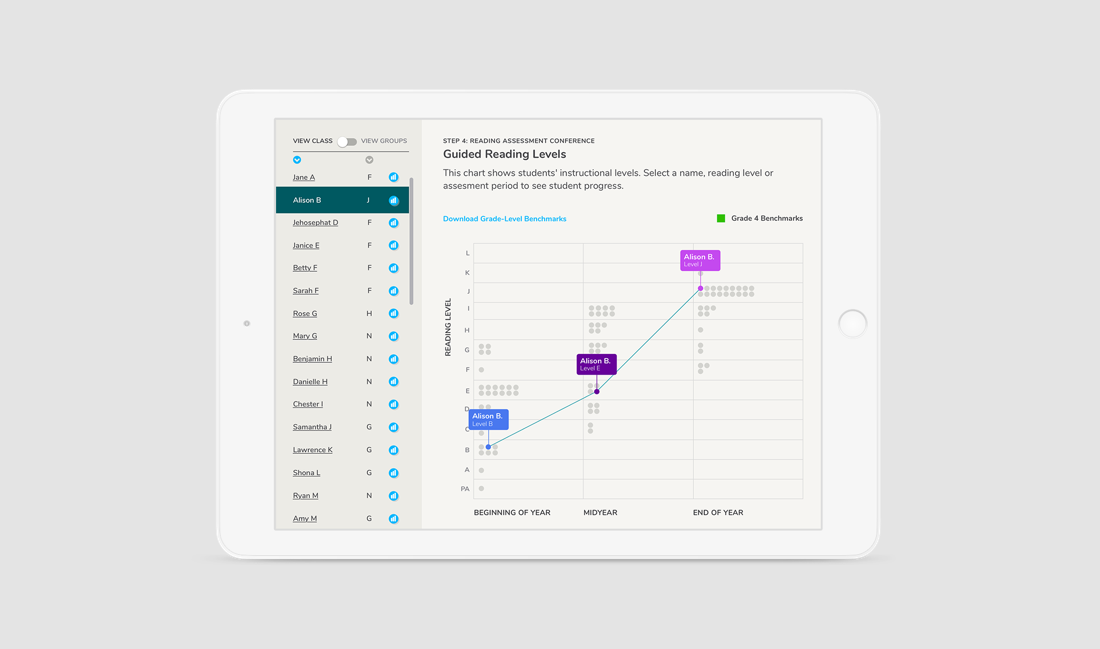 VIEW CLASS VIEW GROUPS
Jane A F
Alison B J
Jehosephat D F
Janice E F
Betty F F
Sarah F F
Rose G H
Mary G N
Benjamin H N
Danielle H N
Chester I N
Samantha J G
Lawrence K G
Shona L G
Ryan M N
Amy M G
STEP 4: READING ASSESSMENT CONFERENCE
Guided Reading Levels
This chart shows students' instructional levels. Select a name, reading level or
assesment period to see student progress.
Download Grade-Level Benchmarks
Grade 4 Benchmarks
READING LEVEL
L
K
J
I
H
G
F
E
D
C
B
A
PA
Alison B.
Level B
Alison B.
Level E
Alison B.
Level J
BEGINNING OF YEAR MIDYEAR END OF YEAR